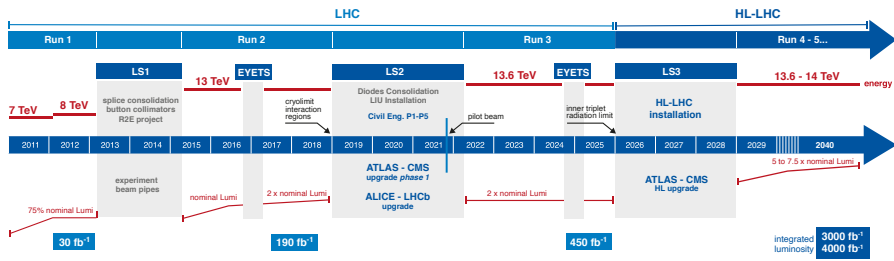 LHC
HL-LHC
Run 1
Run 2
Run 3
Run 4 - 5...
LS1
EYETS
LS2
EYETS
LS3
7 TeV
8 TeV
13 TeV
13.6 TeV
13.6 - 14 TeV
energy
splice consolidation
button collimators
R2E project
cryolimit
interaction
regions
Diodes Consolidation
LIU Installation
Civil Eng. P1-P5
pilot beam
inner triplet
radiation limit
HL-LHC
installation
2011
2012
2013
2014
2015
2016
2017
2018
2019
2020
2021
2022
2023
2024
2025
2026
2027
2028
2029
2040
experiment
beam pipes
ATLAS - CMS
upgrade phase 1
ALICE - LHCb
upgrade
ATLAS - CMS
HL upgrade
75% nominal Lumi
nominal Lumi
2 x nominal Lumi
2 x nominal Lumi
5 to 7.5 x nominal Lumi
30 fb⁻¹
190 fb⁻¹
450 fb⁻¹
integrated
luminosity
3000 fb⁻¹
4000 fb⁻¹